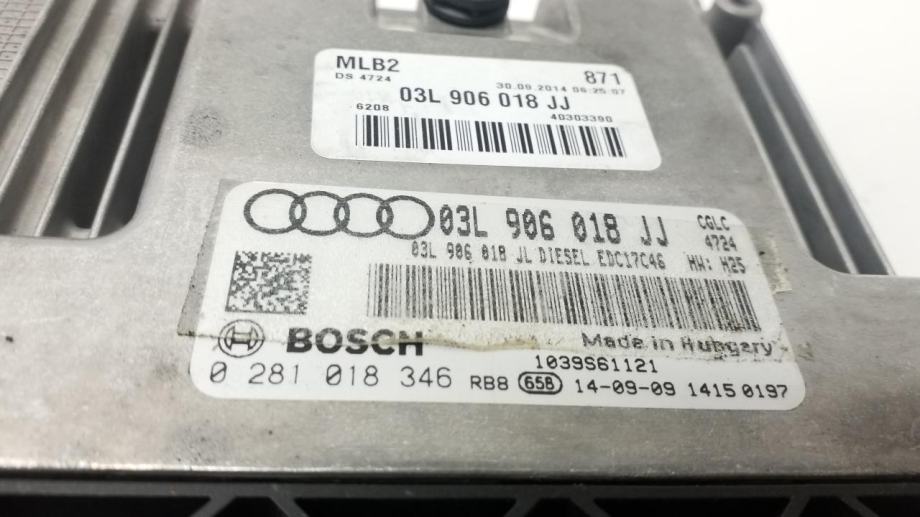 MLB2 871
DS 4724 30.09.2014 06:25:07
03L 906 018 JJ
6208 40303390
03L 906 018 JJ CGLC
4724
03L 906 018 JL DIESEL EDC17C46 HW: H25
BOSCH Made in Hungary
1039S61121
0 281 018 346 RB8 65B 14-09-09 1415 0197